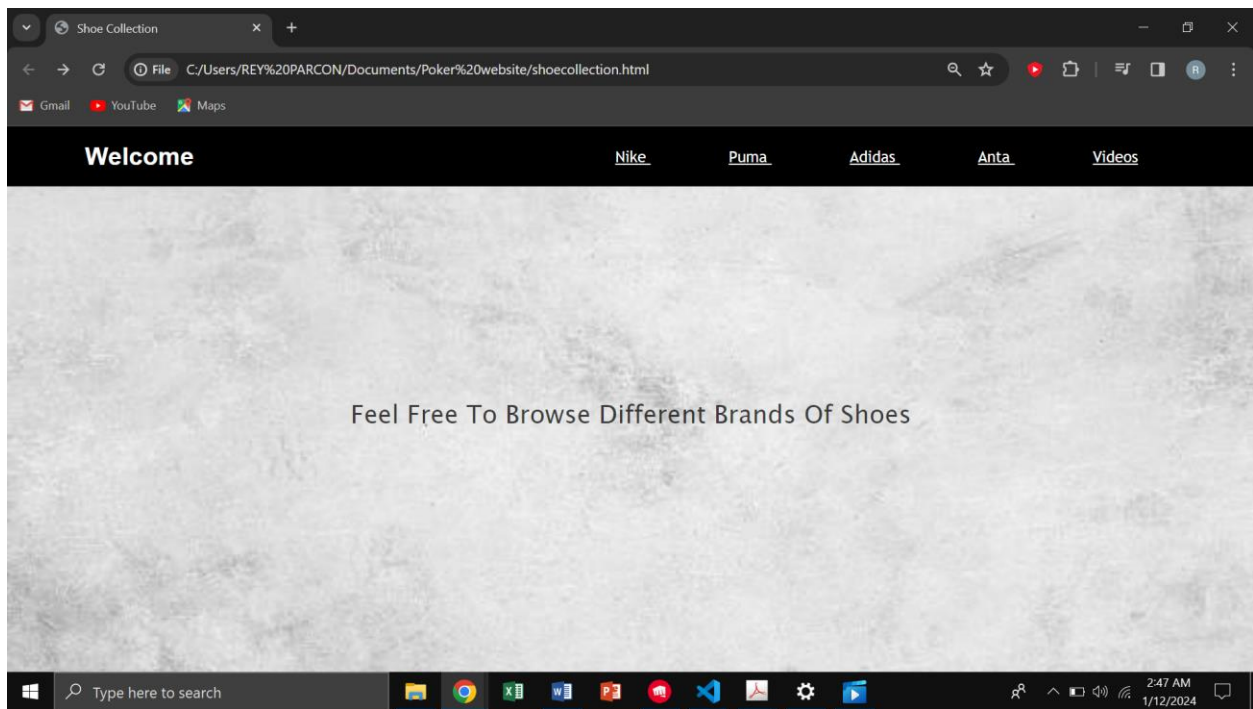 Shoe Collection
File C:/Users/REY%20PARCON/Documents/Poker%20website/shoecollection.html
R
Gmail YouTube Maps
Welcome Nike Puma Adidas Anta Videos
Feel Free To Browse Different Brands Of Shoes
Type here to search
2:47 AM
1/12/2024